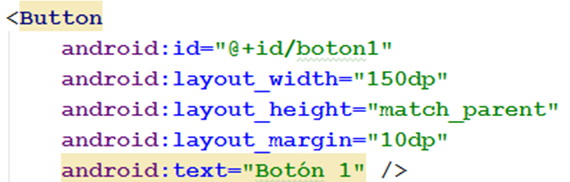 <Button
android:id="@+id/boton1"
android:layout_width="150dp"
android:layout_height="match_parent"
android:layout_margin="10dp"
android:text="Botón 1" />